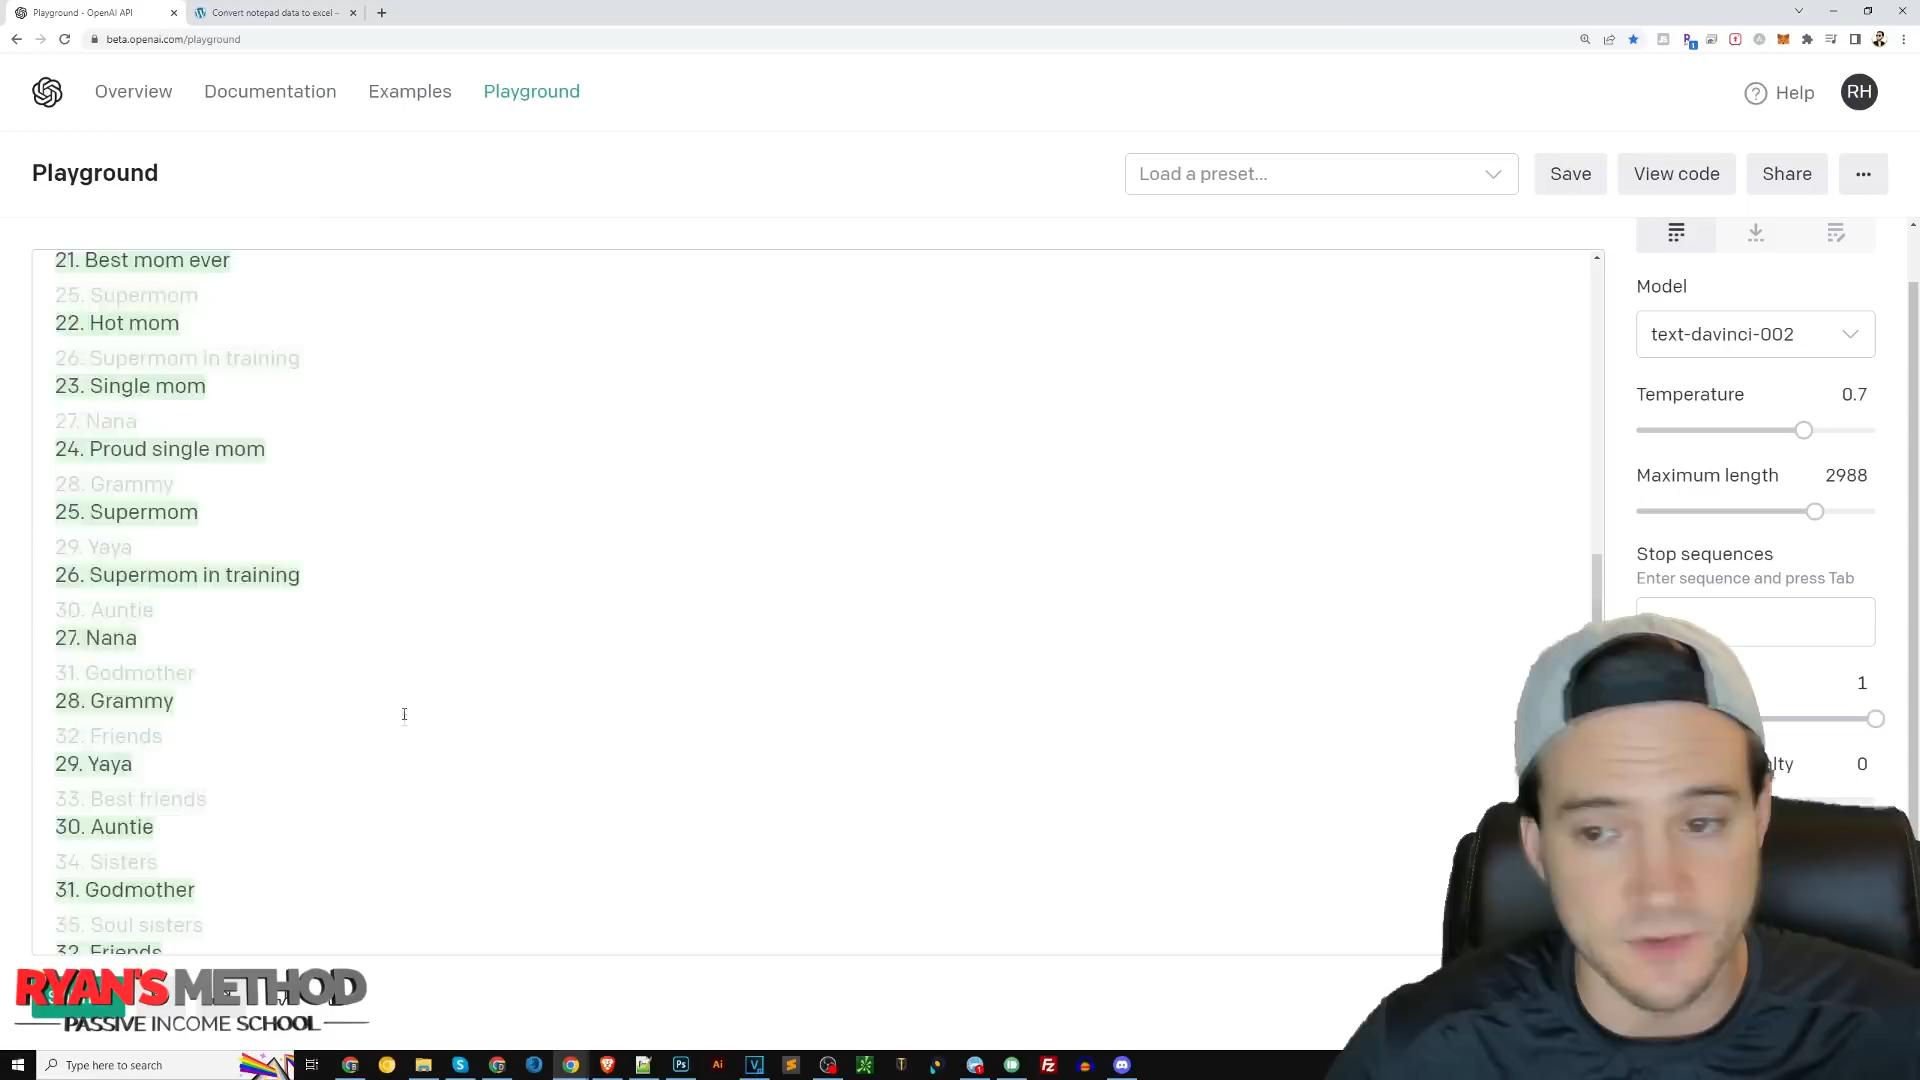 Playground - OpenAI API
Convert notepad data to excel -
beta.openai.com/playground
Overview
Documentation
Examples
Playground
Help
RH
Playground
Load a preset...
Save
View code
Share
21. Best mom ever
25. Supermom
22. Hot mom
26. Supermom in training
23. Single mom
27. Nana
24. Proud single mom
28. Grammy
25. Supermom
29. Yaya
26. Supermom in training
30. Auntie
27. Nana
31. Godmother
28. Grammy
32. Friends
29. Yaya
33. Best friends
30. Auntie
34. Sisters
31. Godmother
35. Soul sisters
32. Friends
Model
text-davinci-002
Temperature 0.7
Maximum length 2988
Stop sequences
Enter sequence and press Tab
1
0
RYAN'S METHOD
PASSIVE INCOME SCHOOL
Type here to search